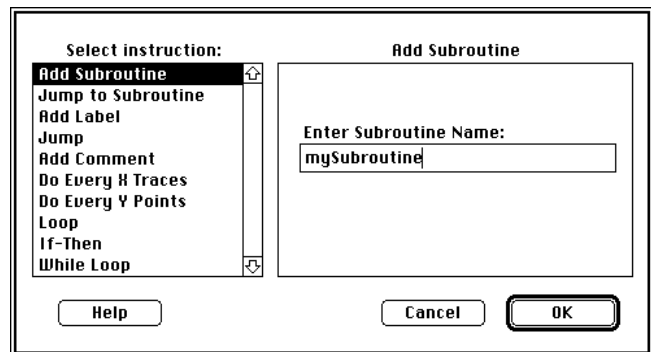 Select instruction:
Add Subroutine
Jump to Subroutine
Add Label
Jump
Add Comment
Do Every X Traces
Do Every Y Points
Loop
If-Then
While Loop
Add Subroutine
Enter Subroutine Name:
mySubroutine
Help
Cancel
OK